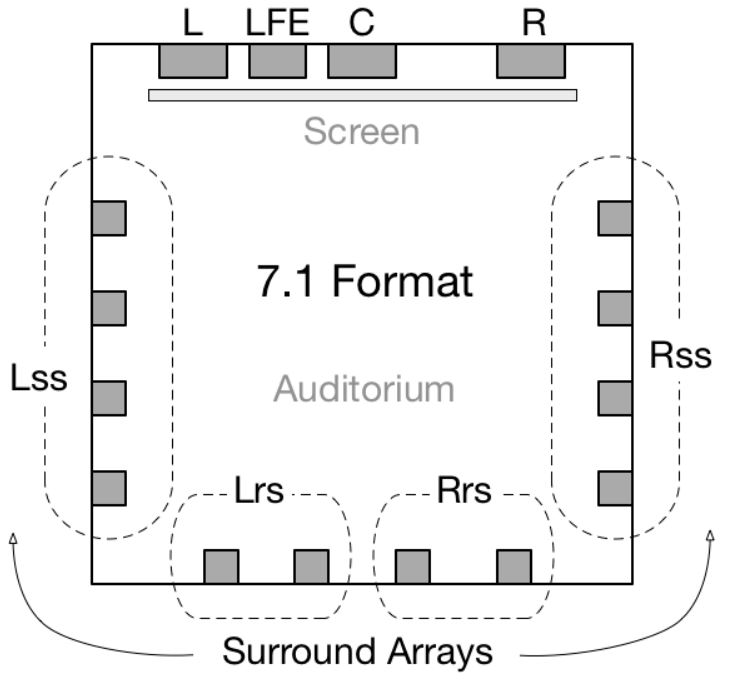 L LFE C R
Screen
7.1 Format
Rss
Lss
Auditorium
Lrs Rrs
Surround Arrays